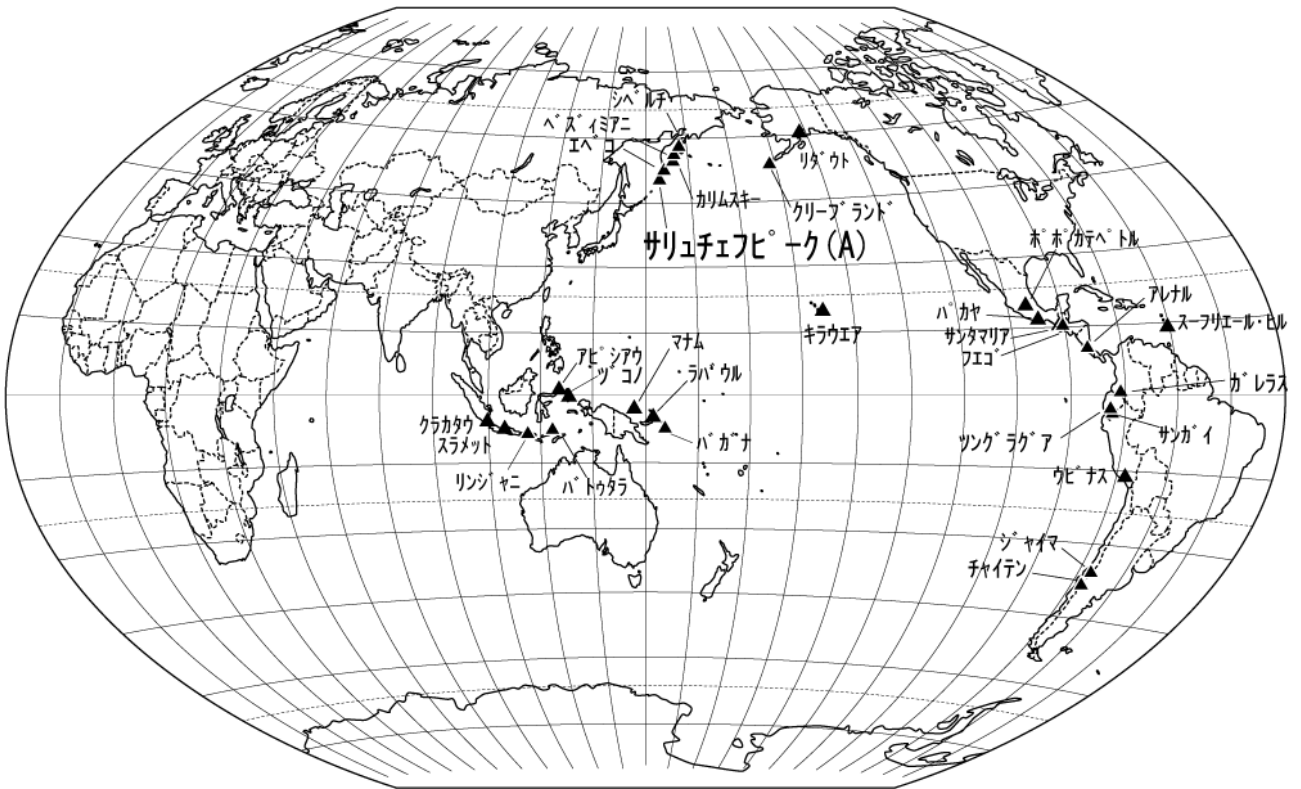 シベルチ
ベズィミアニ
エベコ
カリムスキー
サリュチェフピーク(A)
リダウト
クリーブランド
ポポカテペトル
キラウエア
パカヤ
サンタマリア
フエゴ
アレナル
スーフリエール・ヒル
マナム
アピシアウ
ラバウル
クラカタウ
スラメット
リンジャニ
バトゥタラ
バガナ
ガレラス
ツングラグア
サンガイ
ウビナス
ジャイマ
チャイテン